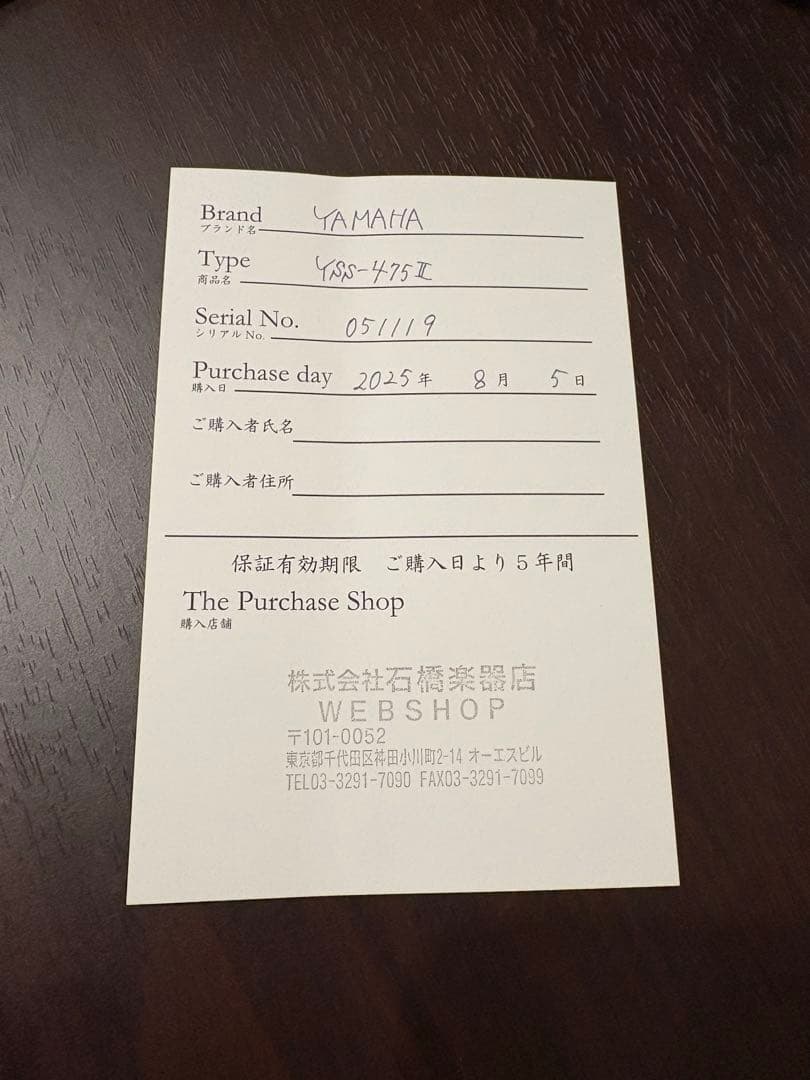 Brand YAMAHA
ブランド名
Type YSS-475II
商品名
Serial No. 051119
シリアルNo.
Purchase day 2025年 8月 5日
購入日
ご購入者氏名
ご購入者住所
保証有効期限 ご購入日より5年間
The Purchase Shop
購入店舗
株式会社石橋楽器店
WEBSHOP
〒101-0052
東京都千代田区神田小川町2-14 オーエスビル
TEL03-3291-7090 FAX03-3291-7099